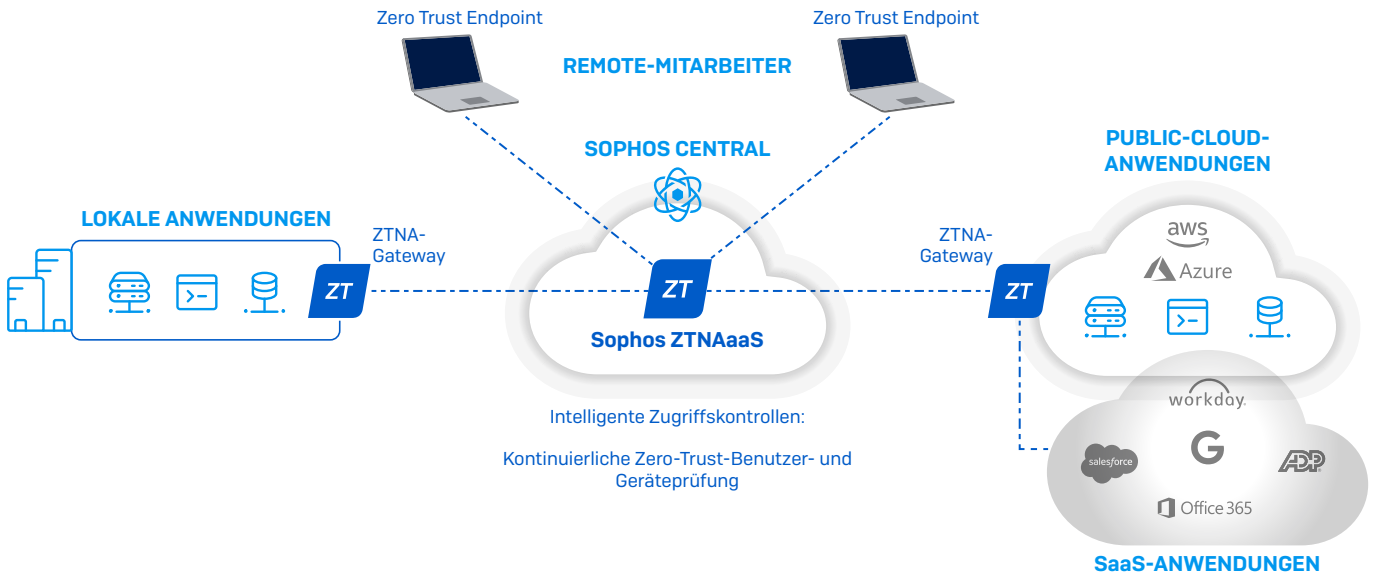 Zero Trust Endpoint
Zero Trust Endpoint
REMOTE-MITARBEITER
SOPHOS CENTRAL
PUBLIC-CLOUD-
ANWENDUNGEN
LOKALE ANWENDUNGEN
ZTNA-
Gateway
ZT
ZT
Sophos ZTNAaaS
ZTNA-
Gateway
ZT
aws
Azure
Intelligente Zugriffskontrollen:
Kontinuierliche Zero-Trust-Benutzer- und
Geräteprüfung
workday.
salesforce
G
ADP
Office 365
SaaS-ANWENDUNGEN